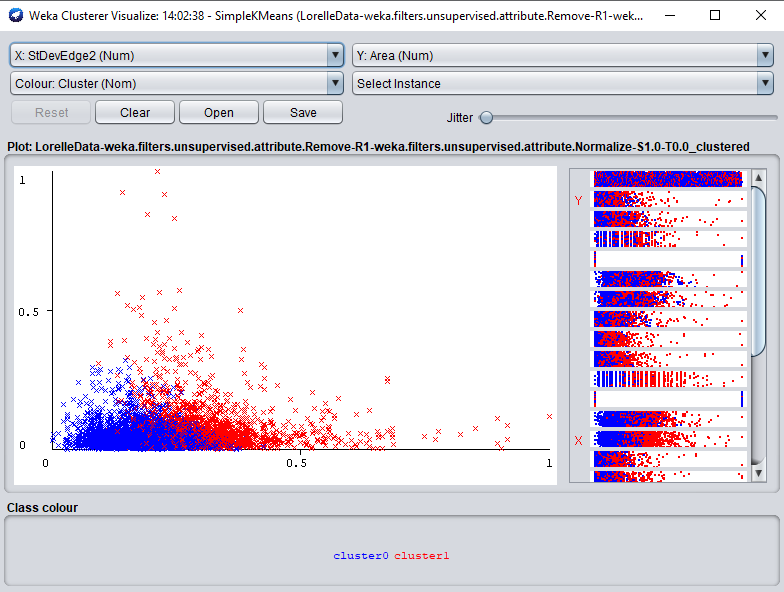 Weka Clusterer Visualize: 14:02:38 - SimpleKMeans (LorelleData-weka.filters.unsupervised.attribute.Remove-R1-wek...
X: StDevEdge2 (Num) Y: Area (Num)
Colour: Cluster (Nom) Select Instance
Reset Clear Open Save Jitter
Plot: LorelleData-weka.filters.unsupervised.attribute.Remove-R1-weka.filters.unsupervised.attribute.Normalize-S1.0-T0.0_clustered
1
Y
0.5
0
X
0 0.5 1
Class colour
cluster0 cluster1